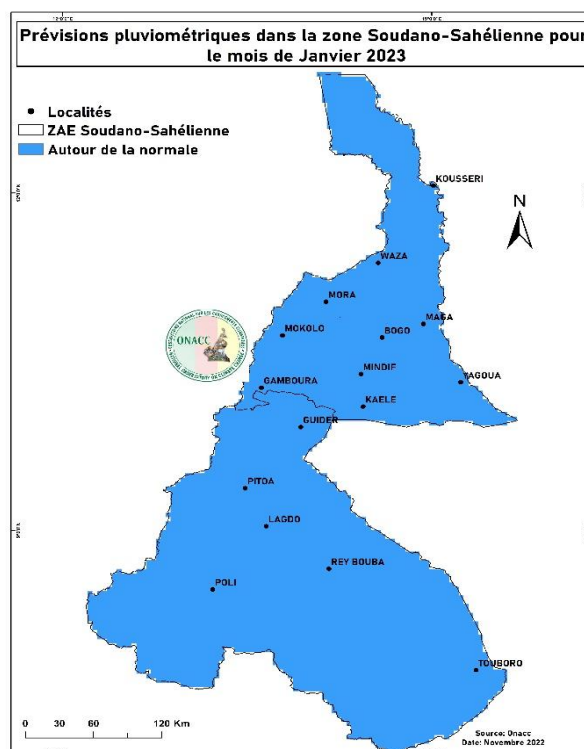 Prévisions pluviométriques dans la zone Soudano-Sahélienne pour
le mois de Janvier 2023
Localités
ZAE Soudano-Sahélienne
Autour de la normale
KOUSSERI
N
WAZA
MORA
MAGA
MOKOLO
BOGO
ONACC
MINDIF
YAGOUA
GAMBOURA
KAELE
GUIDER
PITOA
LAGDO
REY BOUBA
POLI
TOUBORO
0 30 60 120 Km
Source: Onacc
Date: Novembre 2022